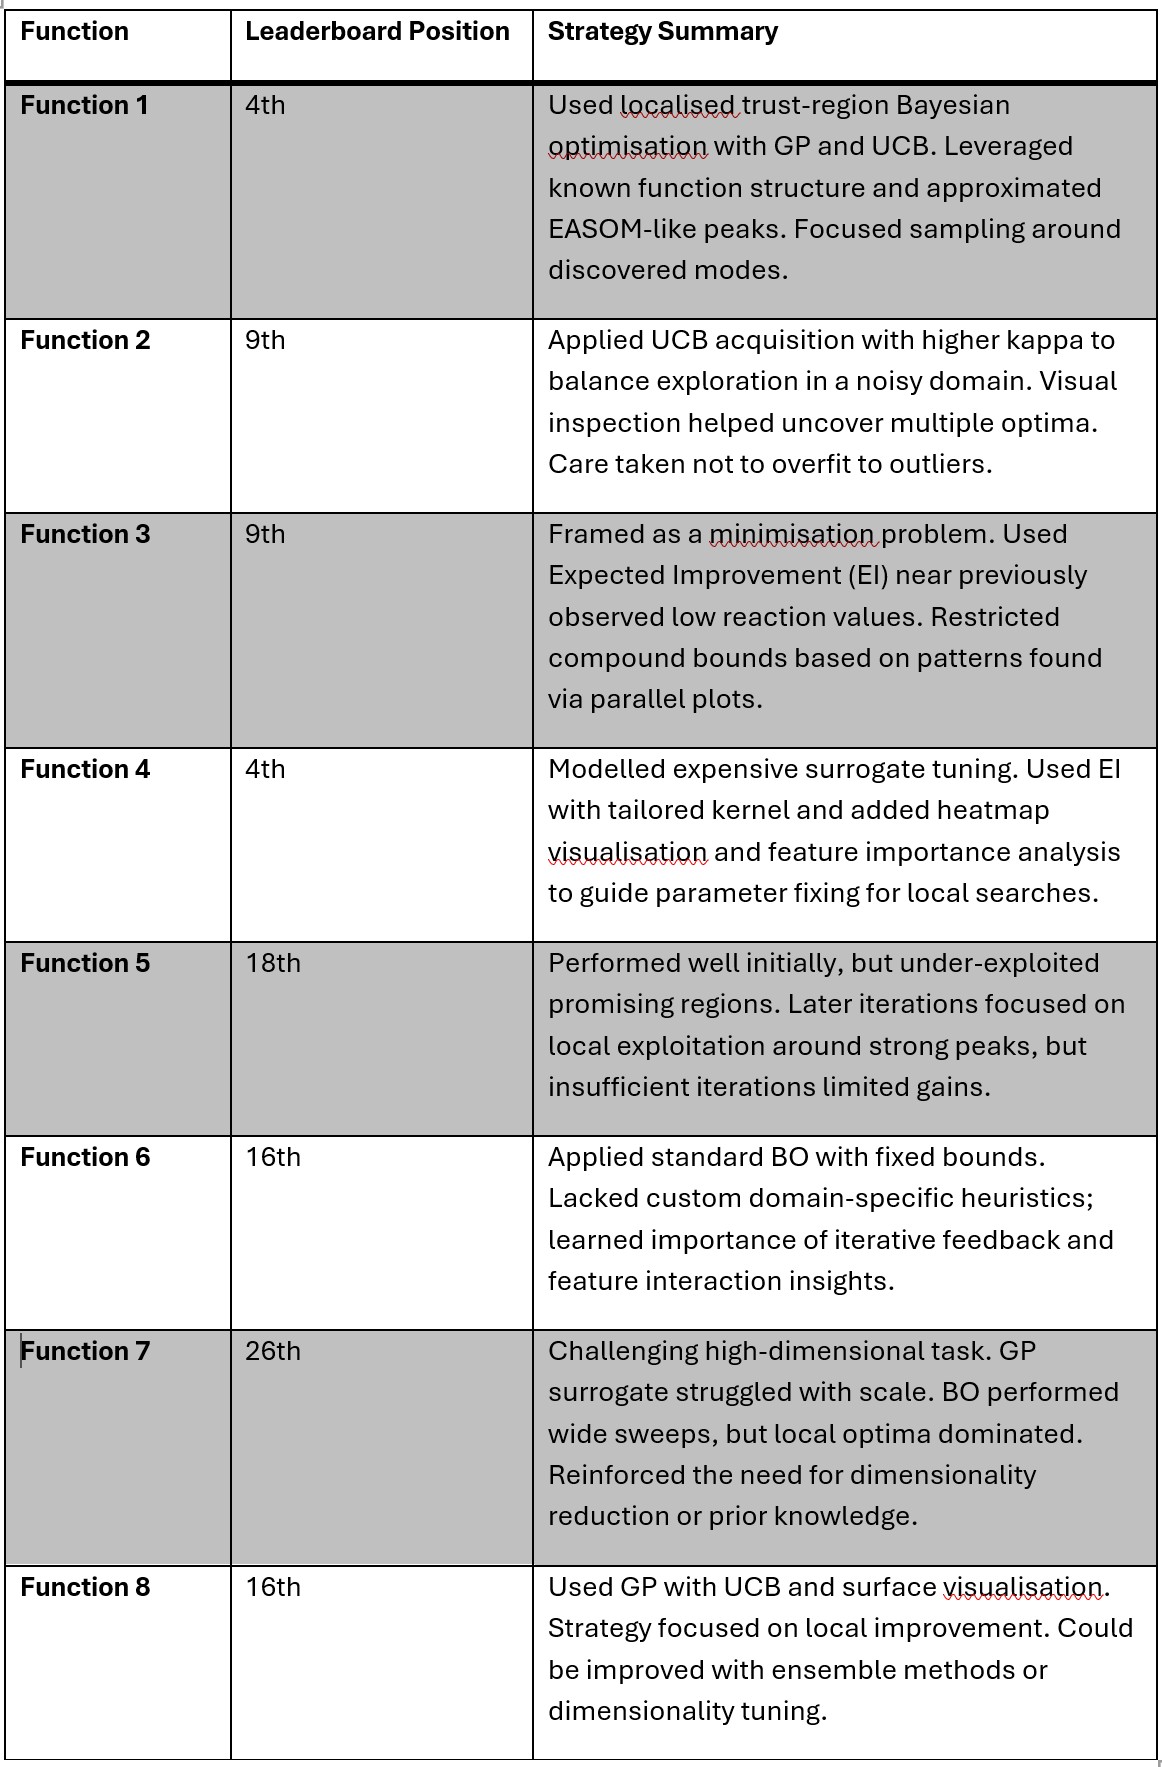 Function Leaderboard Position Strategy Summary
Function 1 4th Used localised trust-region Bayesian
optimisation with GP and UCB. Leveraged
known function structure and approximated
EASOM-like peaks. Focused sampling around
discovered modes.
Function 2 9th Applied UCB acquisition with higher kappa to
balance exploration in a noisy domain. Visual
inspection helped uncover multiple optima.
Care taken not to overfit to outliers.
Function 3 9th Framed as a minimisation problem. Used
Expected Improvement (EI) near previously
observed low reaction values. Restricted
compound bounds based on patterns found
via parallel plots.
Function 4 4th Modelled expensive surrogate tuning. Used EI
with tailored kernel and added heatmap
visualisation and feature importance analysis
to guide parameter fixing for local searches.
Function 5 18th Performed well initially, but under-exploited
promising regions. Later iterations focused on
local exploitation around strong peaks, but
insufficient iterations limited gains.
Function 6 16th Applied standard BO with fixed bounds.
Lacked custom domain-specific heuristics;
learned importance of iterative feedback and
feature interaction insights.
Function 7 26th Challenging high-dimensional task. GP
surrogate struggled with scale. BO performed
wide sweeps, but local optima dominated.
Reinforced the need for dimensionality
reduction or prior knowledge.
Function 8 16th Used GP with UCB and surface visualisation.
Strategy focused on local improvement. Could
be improved with ensemble methods or
dimensionality tuning.